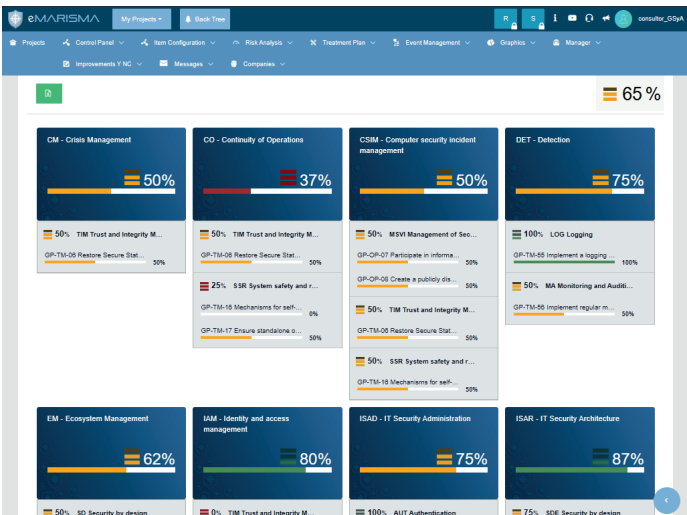 eMARISMA
My Projects
Back Tree
R
S
consultor_GSyA
Projects
Control Panel
Item Configuration
Risk Analysis
Treatment Plan
Event Management
Graphics
Manager
Improvements Y NC
Messages
Companies
65 %
CM - Crisis Management
50%
50% TIM Trust and Integrity M...
GP-TM-06 Restore Secure Stat...
50%
CO - Continuity of Operations
37%
50% TIM Trust and Integrity M...
GP-TM-06 Restore Secure Stat...
50%
25% SSR System safety and r...
GP-TM-16 Mechanisms for self-...
0%
GP-TM-17 Ensure standalone o...
50%
CSIM - Computer security incident
management
50%
50% MSVI Management of Sec...
GP-OP-07 Participate in informa...
50%
GP-OP-08 Create a publicly dis...
50%
50% TIM Trust and Integrity M...
GP-TM-06 Restore Secure Stat...
50%
50% SSR System safety and r...
GP-TM-16 Mechanisms for self-...
50%
DET - Detection
75%
100% LOG Logging
GP-TM-55 Implement a logging ...
100%
50% MA Monitoring and Auditi...
GP-TM-56 Implement regular m...
50%
EM - Ecosystem Management
62%
50% SD Security by design
IAM - Identity and access
management
80%
0% TIM Trust and Integrity M...
ISAD - IT Security Administration
75%
100% AUT Authentication
ISAR - IT Security Architecture
87%
75% SDE Security by design